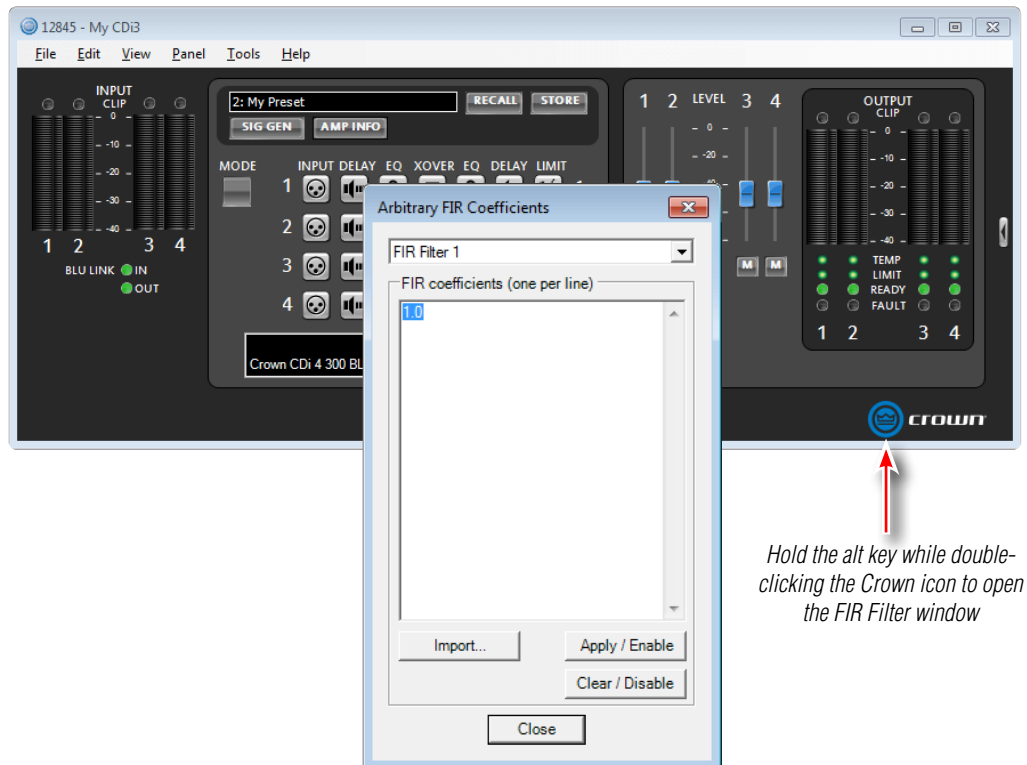 12845 - My CDi3
File Edit View Panel Tools Help
INPUT
CLIP
- 0 -
- -10 -
- -20 -
- -30 -
- -40 -
1 2 3 4
BLU LINK IN
OUT
2: My Preset
RECALL STORE
SIG GEN AMP INFO
MODE INPUT DELAY EQ XOVER EQ DELAY LIMIT
1
2
3
4
Crown CDi 4 300 BL
1 2 LEVEL 3 4
- 0 -
- -20 -
M M
OUTPUT
CLIP
- 0 -
- -10 -
- -20 -
- -30 -
- -40 -
TEMP
LIMIT
READY
FAULT
1 2 3 4
crown
Arbitrary FIR Coefficients
FIR Filter 1
FIR coefficients (one per line)
1.0
Import...
Apply / Enable
Clear / Disable
Close
Hold the alt key while double-
clicking the Crown icon to open
the FIR Filter window